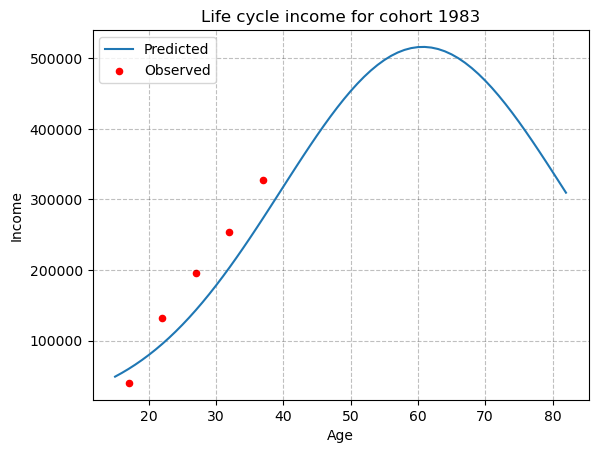 Life cycle income for cohort 1983
Predicted
Observed
500000
400000
300000
200000
100000
Income
20 30 40 50 60 70 80
Age